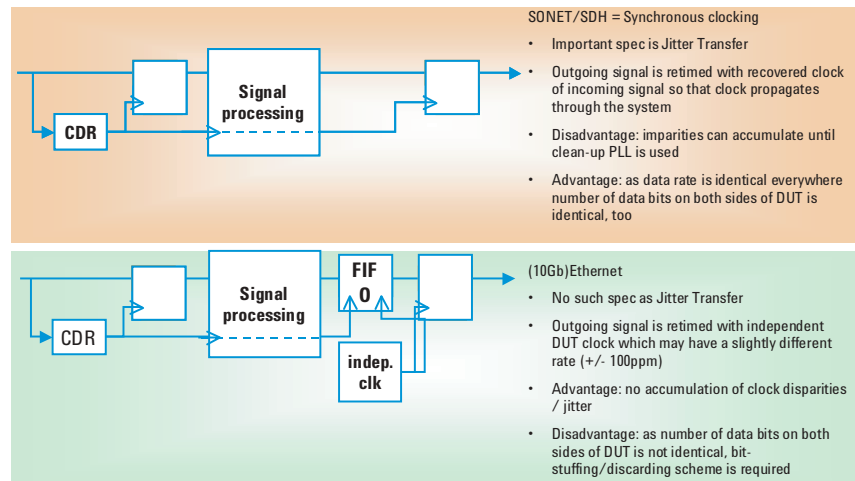 SONET/SDH = Synchronous clocking
• Important spec is Jitter Transfer
• Outgoing signal is retimed with recovered clock
of incoming signal so that clock propagates
through the system
• Disadvantage: imparities can accumulate until
clean-up PLL is used
• Advantage: as data rate is identical everywhere
number of data bits on both sides of DUT is
identical, too
Signal
processing
CDR
(10Gb)Ethernet
• No such spec as Jitter Transfer
• Outgoing signal is retimed with independent
DUT clock which may have a slightly different
rate (+/- 100ppm)
• Advantage: no accumulation of clock disparities
/ jitter
• Disadvantage: as number of data bits on both
sides of DUT is not identical, bit-
stuffing/discarding scheme is required
Signal
processing
FIF
O
CDR
indep.
clk